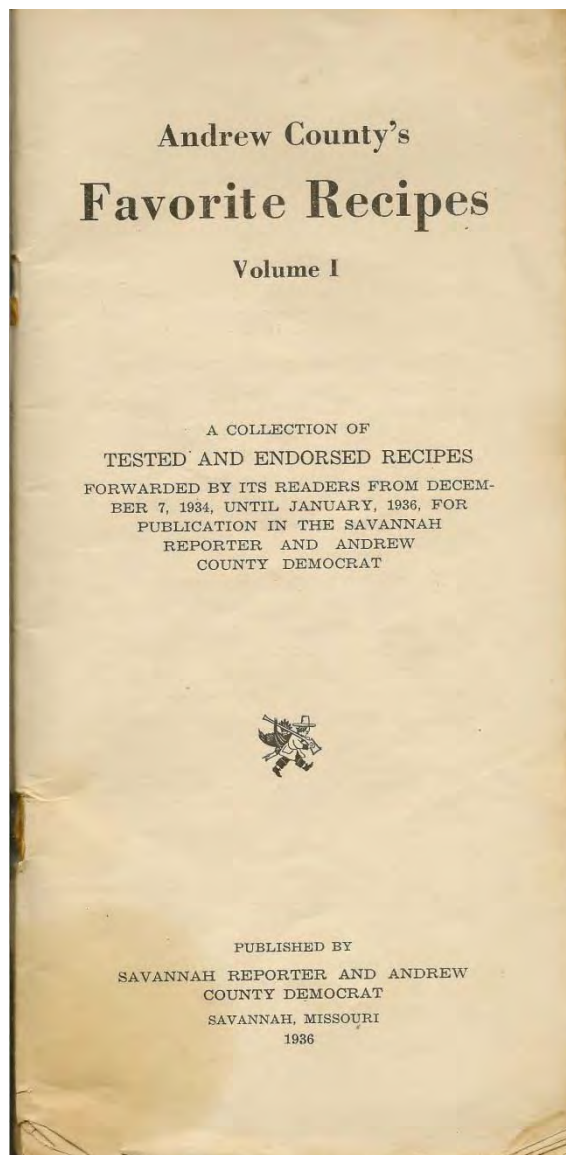 Andrew County's
Favorite Recipes
Volume I
A COLLECTION OF
TESTED AND ENDORSED RECIPES
FORWARDED BY ITS READERS FROM DECEM-
BER 7, 1934, UNTIL JANUARY, 1936, FOR
PUBLICATION IN THE SAVANNAH
REPORTER AND ANDREW
COUNTY DEMOCRAT
PUBLISHED BY
SAVANNAH REPORTER AND ANDREW
COUNTY DEMOCRAT
SAVANNAH, MISSOURI
1936